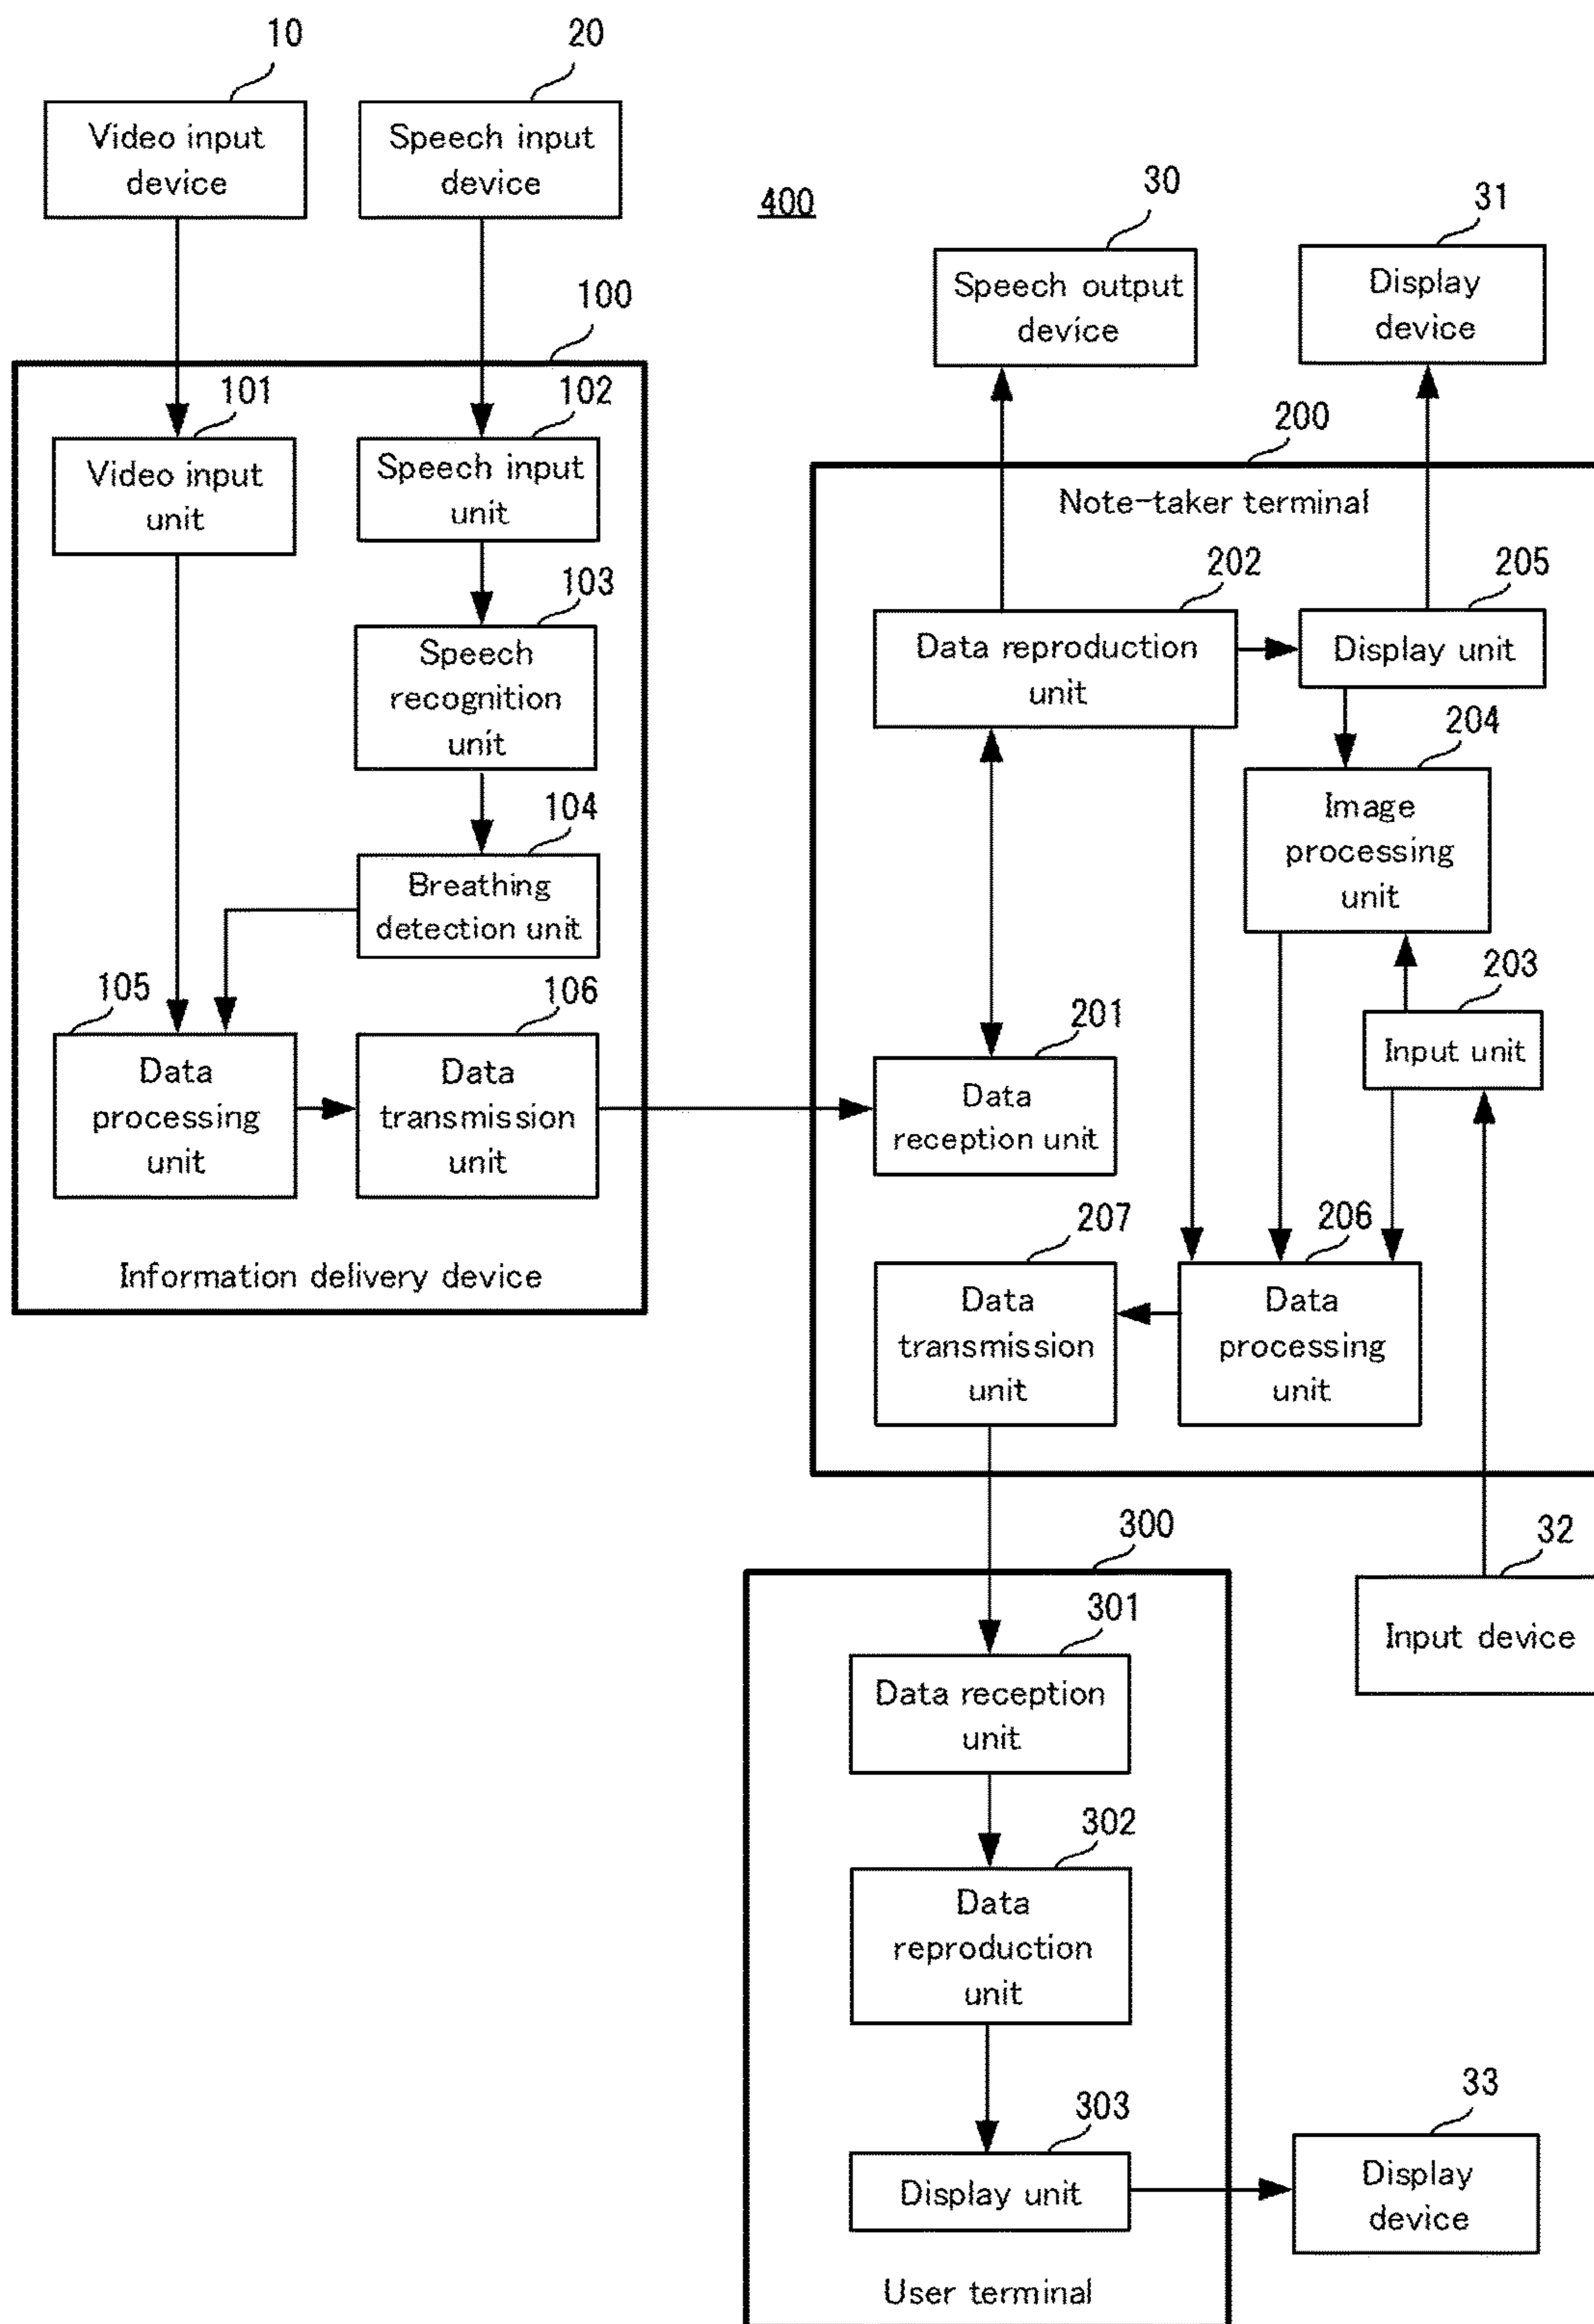 10
20
Video input
device
Speech input
device
400
30
31
Speech output
device
Display
device
100
101
102
Video input
unit
Speech input
unit
103
Speech
recognition
unit
104
Breathing
detection unit
105
106
Data
processing
unit
Data
transmission
unit
Information delivery device
200
Note-taker terminal
202
205
Data reproduction
unit
Display unit
204
Image
processing
unit
203
Input unit
201
Data
reception unit
207
206
Data
transmission
unit
Data
processing
unit
32
Input device
300
301
Data reception
unit
302
Data
reproduction
unit
303
Display unit
User terminal
33
Display
device